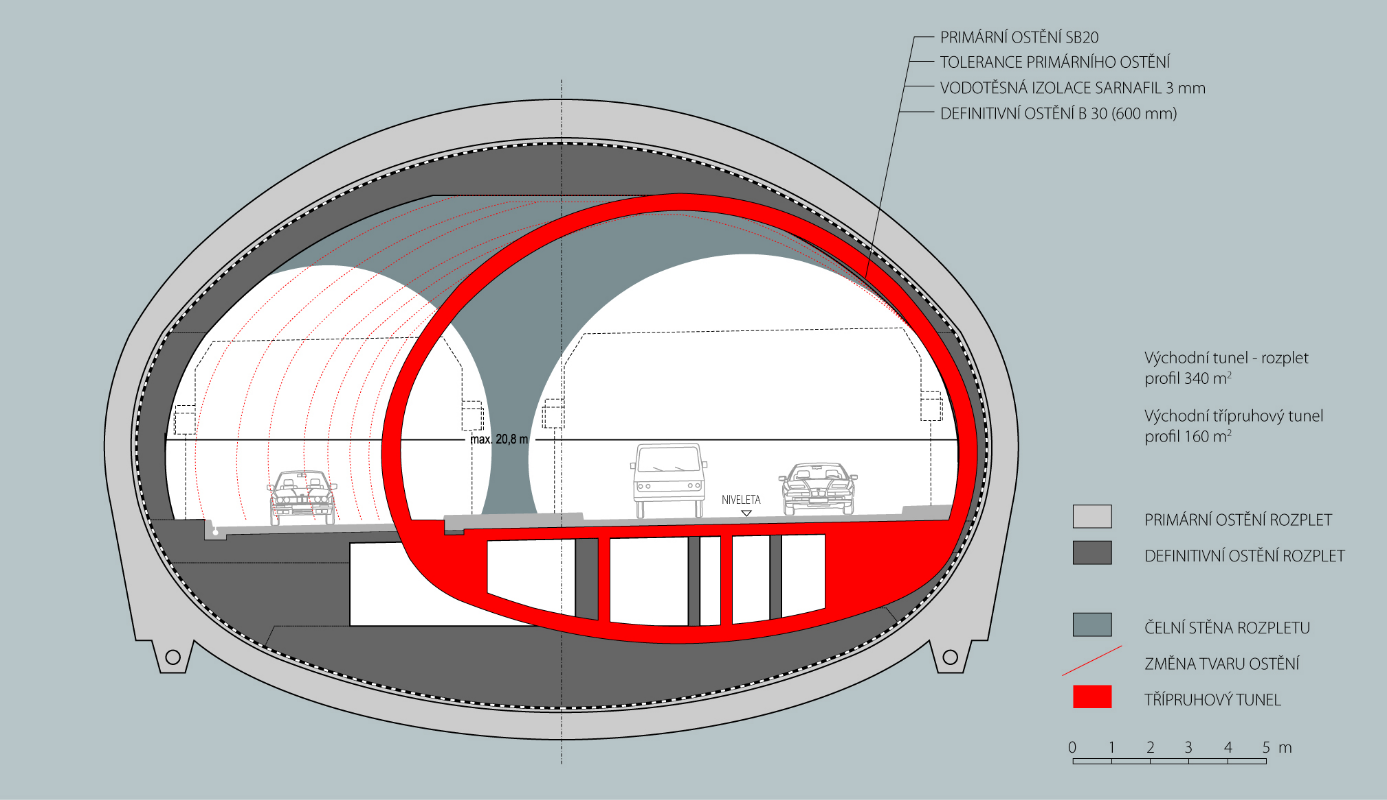 PRIMÁRNÍ OSTĚNÍ SB20
TOLERANCE PRIMÁRNÍHO OSTĚNÍ
VODOTĚSNÁ IZOLACE SARNAFIL 3 mm
DEFINITIVNÍ OSTĚNÍ B 30 (600 mm)
max. 20,8 m
NIVELETA
Východní tunel - rozplet
profil 340 m²
Východní třípruhový tunel
profil 160 m²
PRIMÁRNÍ OSTĚNÍ ROZPLET
DEFINITIVNÍ OSTĚNÍ ROZPLET
ČELNÍ STĚNA ROZPLETU
ZMĚNA TVARU OSTĚNÍ
TŘÍPRUHOVÝ TUNEL
0 1 2 3 4 5 m